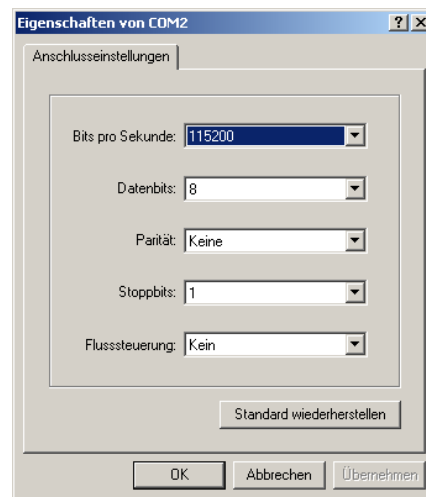 Eigenschaften von COM2
Anschlusseinstellungen
Bits pro Sekunde: 115200
Datenbits: 8
Parität: Keine
Stoppbits: 1
Flusssteuerung: Kein
Standard wiederherstellen
OK Abbrechen Übernehmen